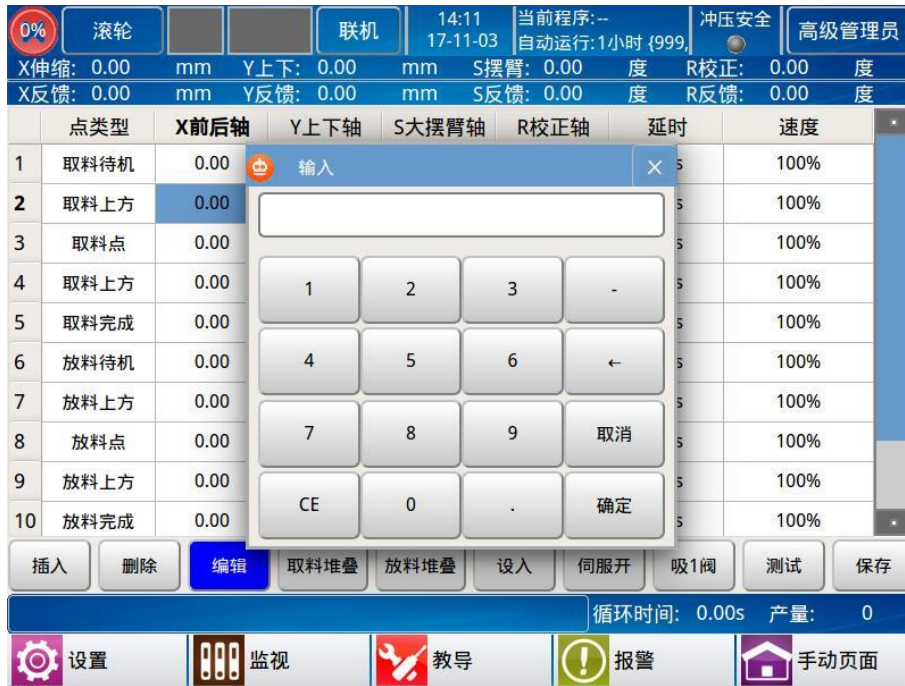 0% 滚轮 联机 14:11 当前程序:-- 冲压安全 高级管理员
17-11-03 自动运行:1小时 {999,
X伸缩: 0.00 mm Y上下: 0.00 mm S摆臂: 0.00 度 R校正: 0.00 度
X反馈: 0.00 mm Y反馈: 0.00 mm S反馈: 0.00 度 R反馈: 0.00 度
点类型 X前后轴 Y上下轴 S大摆臂轴 R校正轴 延时 速度
输入
1 取料待机 0.00 s 100%
2 取料上方 0.00 s 100%
3 取料点 0.00 s 100%
4 取料上方 0.00 s 100%
5 取料完成 0.00 s 100%
6 放料待机 0.00 s 100%
7 放料上方 0.00 s 100%
8 放料点 0.00 s 100%
9 放料上方 0.00 s 100%
10 放料完成 0.00 s 100%
1 2 3 -
4 5 6 ←
7 8 9 取消
CE 0 . 确定
插入 删除 编辑 取料堆叠 放料堆叠 设入 伺服开 吸1阀 测试 保存
循环时间: 0.00s 产量: 0
设置 监视 教导 报警 手动页面